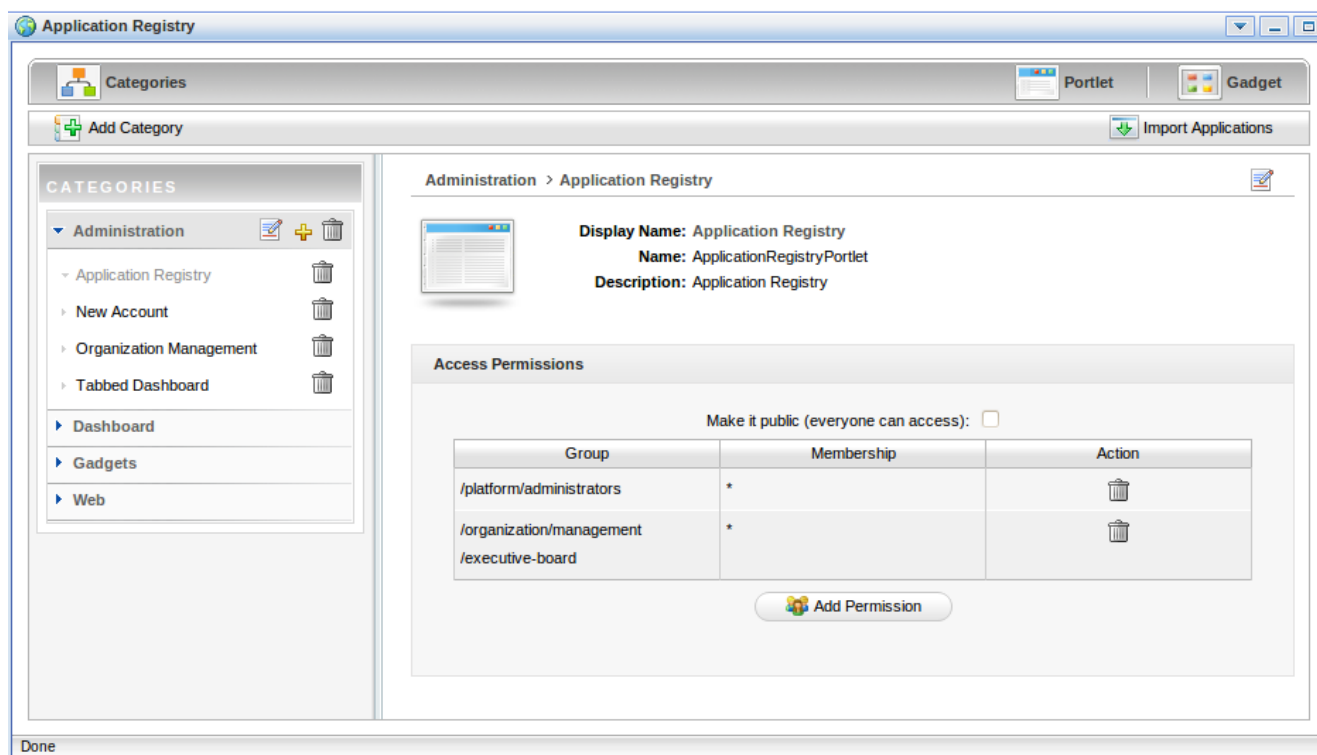 Application Registry
Categories
Portlet
Gadget
Add Category
Import Applications
CATEGORIES
Administration
Application Registry
New Account
Organization Management
Tabbed Dashboard
Dashboard
Gadgets
Web
Administration > Application Registry
Display Name: Application Registry
Name: ApplicationRegistryPortlet
Description: Application Registry
Access Permissions
Make it public (everyone can access):
Group Membership Action
/platform/administrators *
/organization/management *
/executive-board
Add Permission
Done